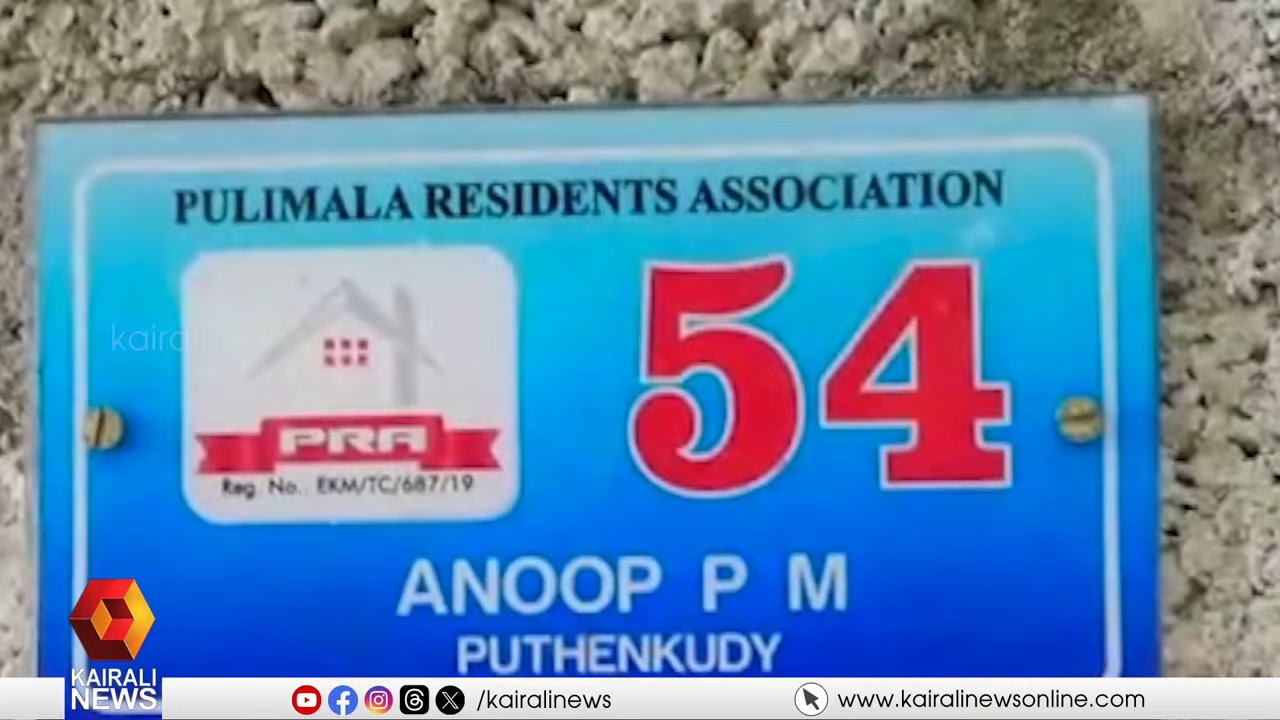 PULIMALA RESIDENTS ASSOCIATION
54
PRA
Reg. No.. EKM/TC/687/19
ANOOP P M
PUTHENKUDY
kairaline
KAIRALI
NEWS
/kairalinews
www.kairalinewsonline.com